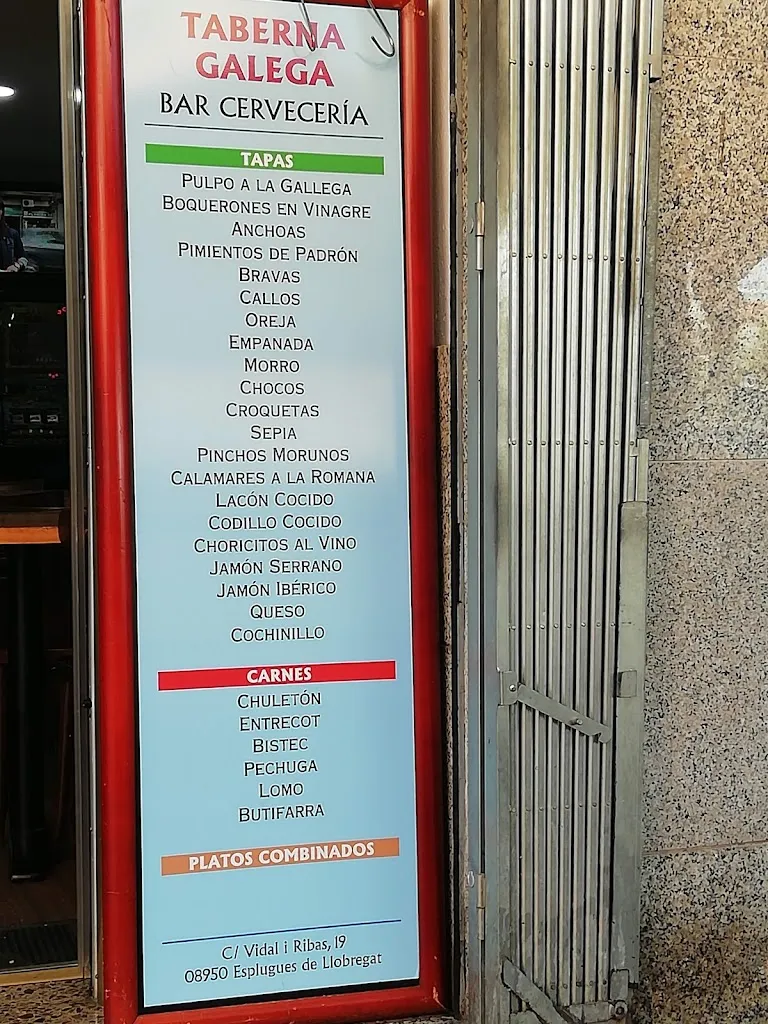 TABERNA
GALEGA
BAR CERVECERÍA
TAPAS
PULPO A LA GALLEGA
BOQUERONES EN VINAGRE
ANCHOAS
PIMIENTOS DE PADRÓN
BRAVAS
CALLOS
OREJA
EMPANADA
MORRO
CHOCOS
CROQUETAS
SEPIA
PINCHOS MORUNOS
CALAMARES A LA ROMANA
LACÓN COCIDO
CODILLO COCIDO
CHORICITOS AL VINO
JAMÓN SERRANO
JAMÓN IBÉRICO
QUESO
COCHINILLO
CARNES
CHULETÓN
ENTRECOT
BISTEC
PECHUGA
LOMO
BUTIFARRA
PLATOS COMBINADOS
C/ Vidal i Ribas, 19
08950 Esplugues de Llobregat